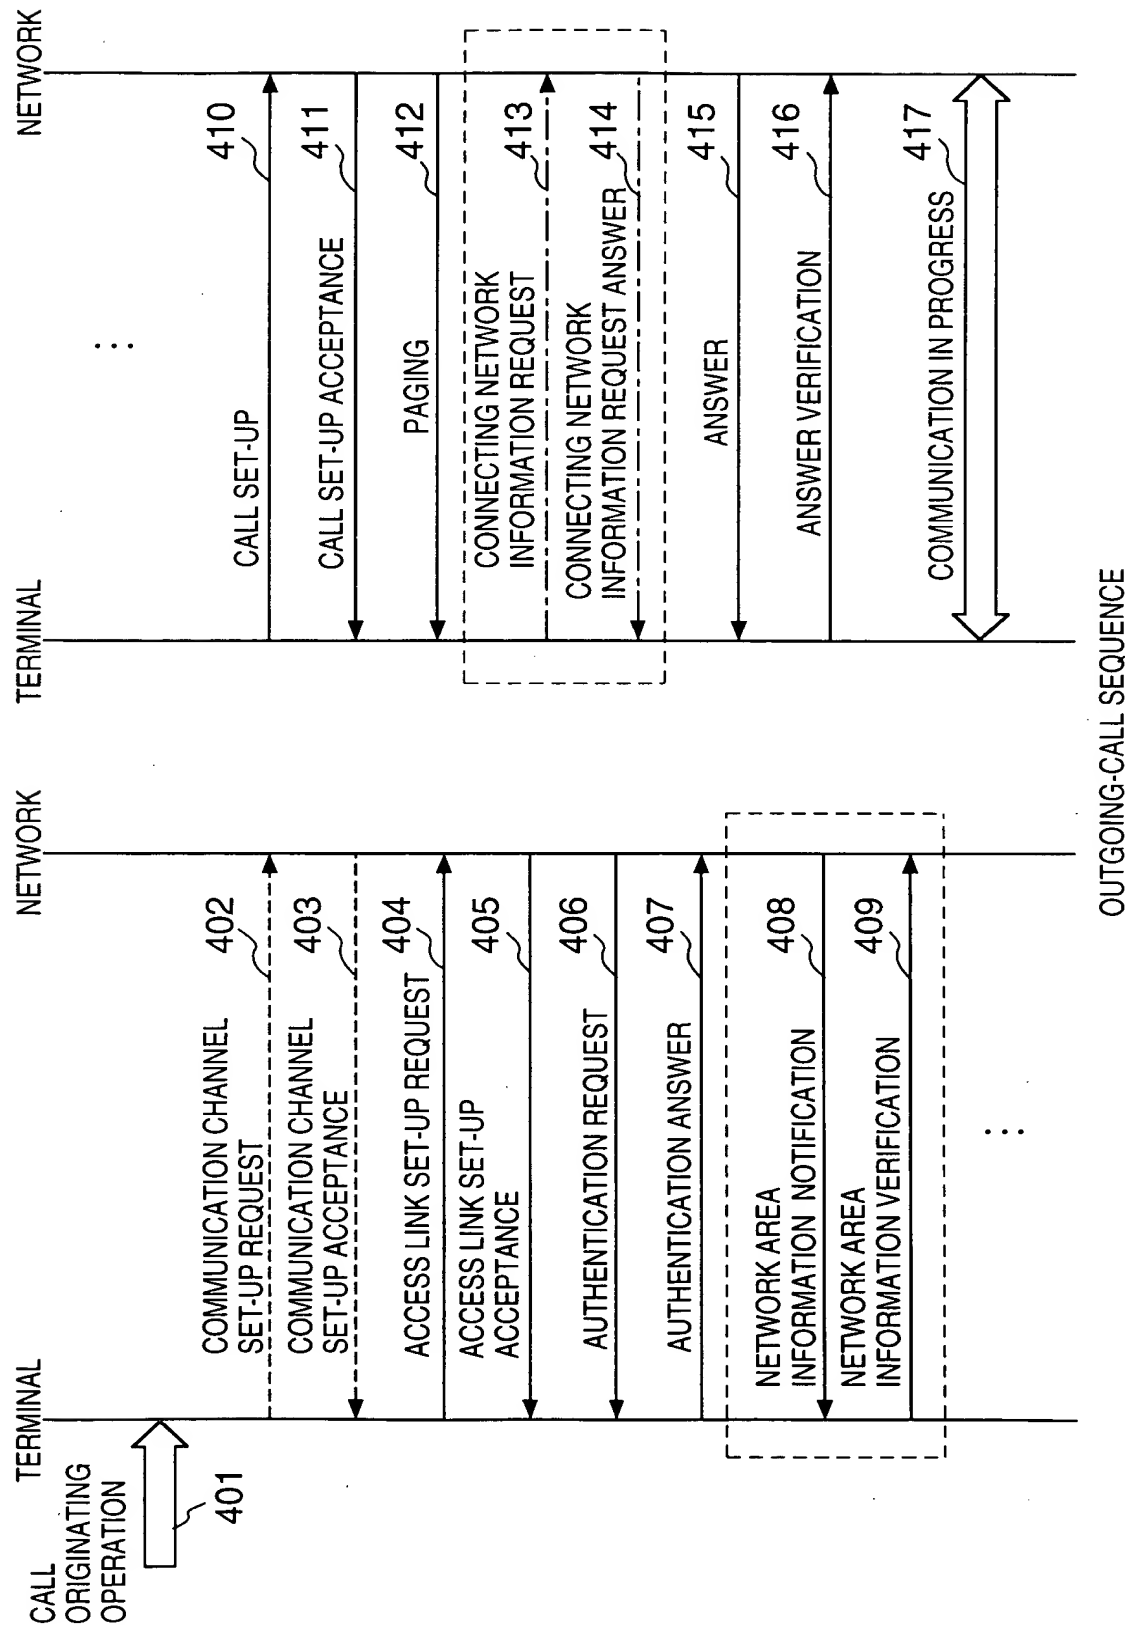 CALL
ORIGINATING
OPERATION
401
TERMINAL
NETWORK
COMMUNICATION CHANNEL
SET-UP REQUEST
402
COMMUNICATION CHANNEL
SET-UP ACCEPTANCE
403
ACCESS LINK SET-UP REQUEST
404
ACCESS LINK SET-UP
ACCEPTANCE
405
AUTHENTICATION REQUEST
406
AUTHENTICATION ANSWER
407
NETWORK AREA
INFORMATION NOTIFICATION
408
NETWORK AREA
INFORMATION VERIFICATION
409
...
TERMINAL
NETWORK
...
CALL SET-UP
410
CALL SET-UP ACCEPTANCE
411
PAGING
412
CONNECTING NETWORK
INFORMATION REQUEST
413
CONNECTING NETWORK
INFORMATION REQUEST ANSWER
414
ANSWER
415
ANSWER VERIFICATION
416
COMMUNICATION IN PROGRESS
417
OUTGOING-CALL SEQUENCE